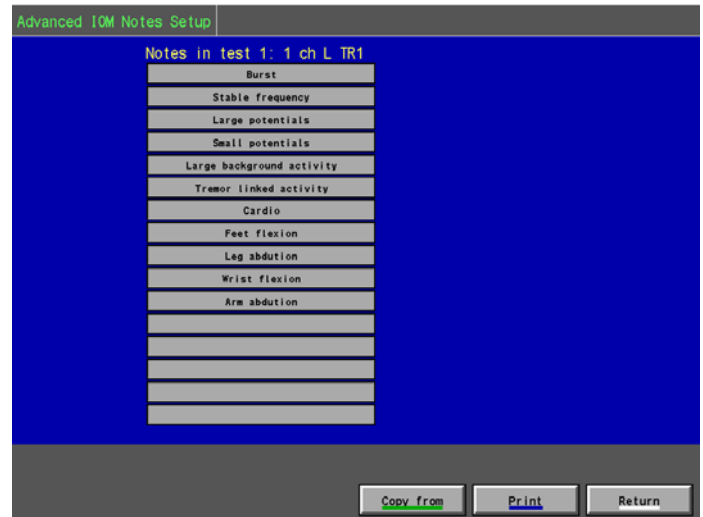 Advanced IOM Notes Setup
Notes in test 1: 1 ch L TR1
Burst
Stable frequency
Large potentials
Small potentials
Large background activity
Tremor linked activity
Cardio
Feet flexion
Leg abdution
Wrist flexion
Arm abdution
Copy from Print Return